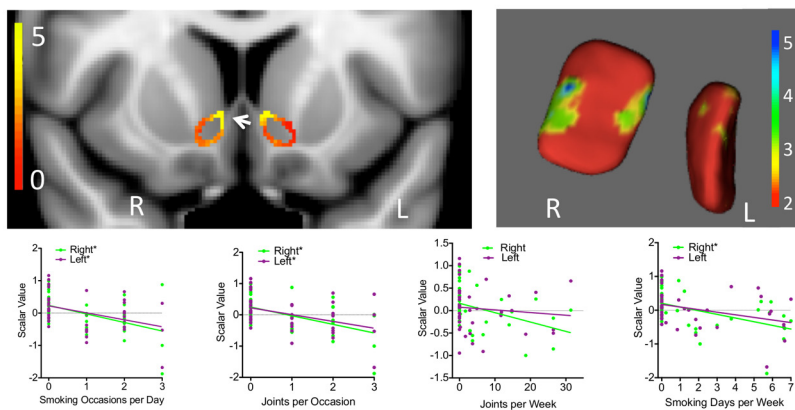 5
0
R
L
5
4
3
2
R
L
Right*
Left*
Scalar Value
2
1
0
-1
-2
0 1 2 3
Smoking Occasions per Day
Right*
Left*
Scalar Value
2
1
0
-1
-2
0 1 2 3
Joints per Occasion
Right
Left
Scalar Value
1.5
1.0
0.5
0.0
-0.5
-1.0
-1.5
0 10 20 30
Joints per Week
Right*
Left
Scalar Value
2
1
0
-1
-2
0 1 2 3 4 5 6 7
Smoking Days per Week